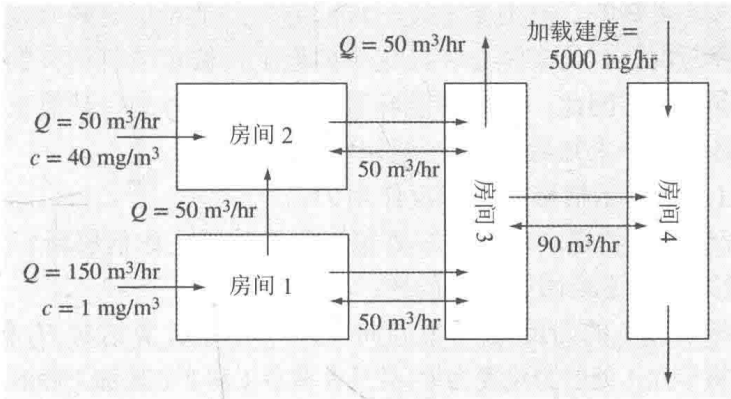 Q = 50 m³/hr
加载建度=
5000 mg/hr
Q = 50 m³/hr
c = 40 mg/m³
房间 2
50 m³/hr
Q = 50 m³/hr
房间 3
房间 4
90 m³/hr
Q = 150 m³/hr
c = 1 mg/m³
房间 1
50 m³/hr